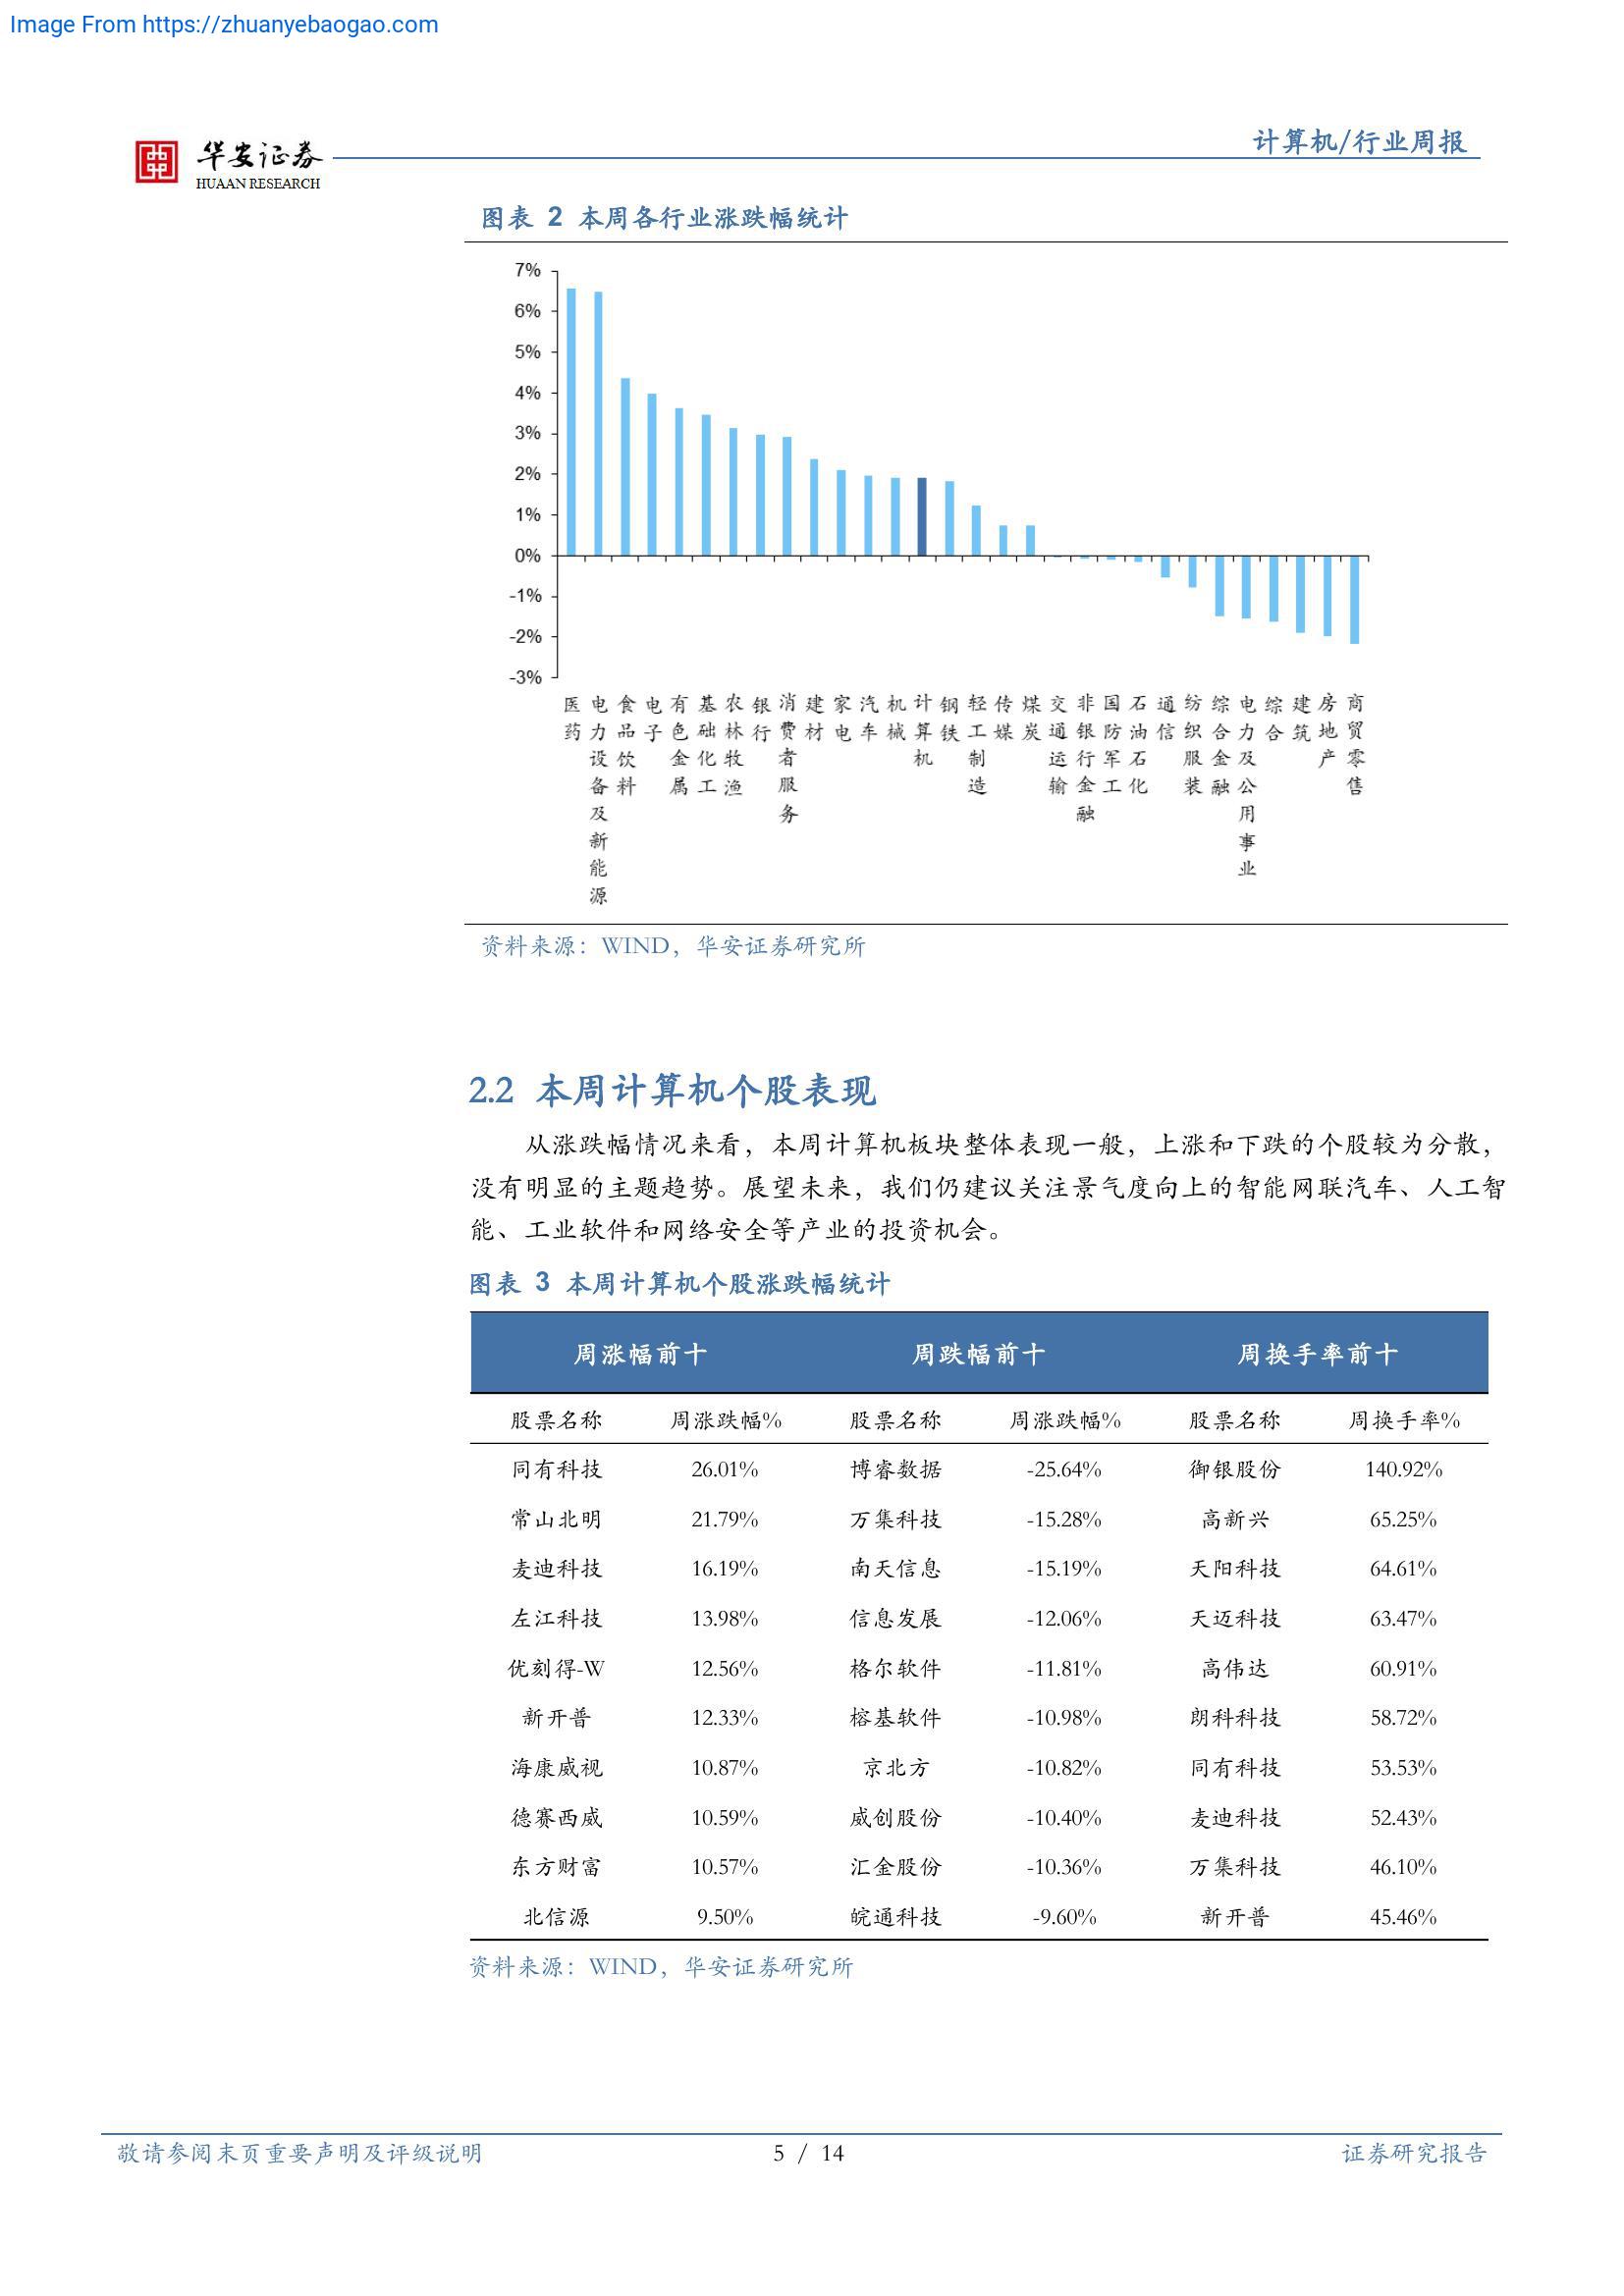 Image From https://zhuanyebaogao.com
华安证券
HUAAN RESEARCH
计算机/行业周报
图表 2 本周各行业涨跌幅统计
7%
6%
5%
4%
3%
2%
1%
0%
-1%
-2%
-3%
医药 电力设备及新能源 食品饮料 电子 有色金属 基础化工 农林牧渔 银行 消费者服务 建材 家电 汽车 机械 计算机 钢铁 轻工制造 传媒 煤炭 交通运输 非银行金融 国防军工 石油石化 通信 纺织服装 综合金融 电力及公用事业 综合 建筑 房地产 商贸零售
资料来源：WIND，华安证券研究所
2.2 本周计算机个股表现
从涨跌幅情况来看，本周计算机板块整体表现一般，上涨和下跌的个股较为分散，
没有明显的主题趋势。展望未来，我们仍建议关注景气度向上的智能网联汽车、人工智
能、工业软件和网络安全等产业的投资机会。
图表 3 本周计算机个股涨跌幅统计
周涨幅前十 周跌幅前十 周换手率前十
股票名称 周涨跌幅% 股票名称 周涨跌幅% 股票名称 周换手率%
同有科技 26.01% 博睿数据 -25.64% 御银股份 140.92%
常山北明 21.79% 万集科技 -15.28% 高新兴 65.25%
麦迪科技 16.19% 南天信息 -15.19% 天阳科技 64.61%
左江科技 13.98% 信息发展 -12.06% 天迈科技 63.47%
优刻得-W 12.56% 格尔软件 -11.81% 高伟达 60.91%
新开普 12.33% 榕基软件 -10.98% 朗科科技 58.72%
海康威视 10.87% 京北方 -10.82% 同有科技 53.53%
德赛西威 10.59% 威创股份 -10.40% 麦迪科技 52.43%
东方财富 10.57% 汇金股份 -10.36% 万集科技 46.10%
北信源 9.50% 皖通科技 -9.60% 新开普 45.46%
资料来源：WIND，华安证券研究所
敬请参阅末页重要声明及评级说明 5 / 14 证券研究报告